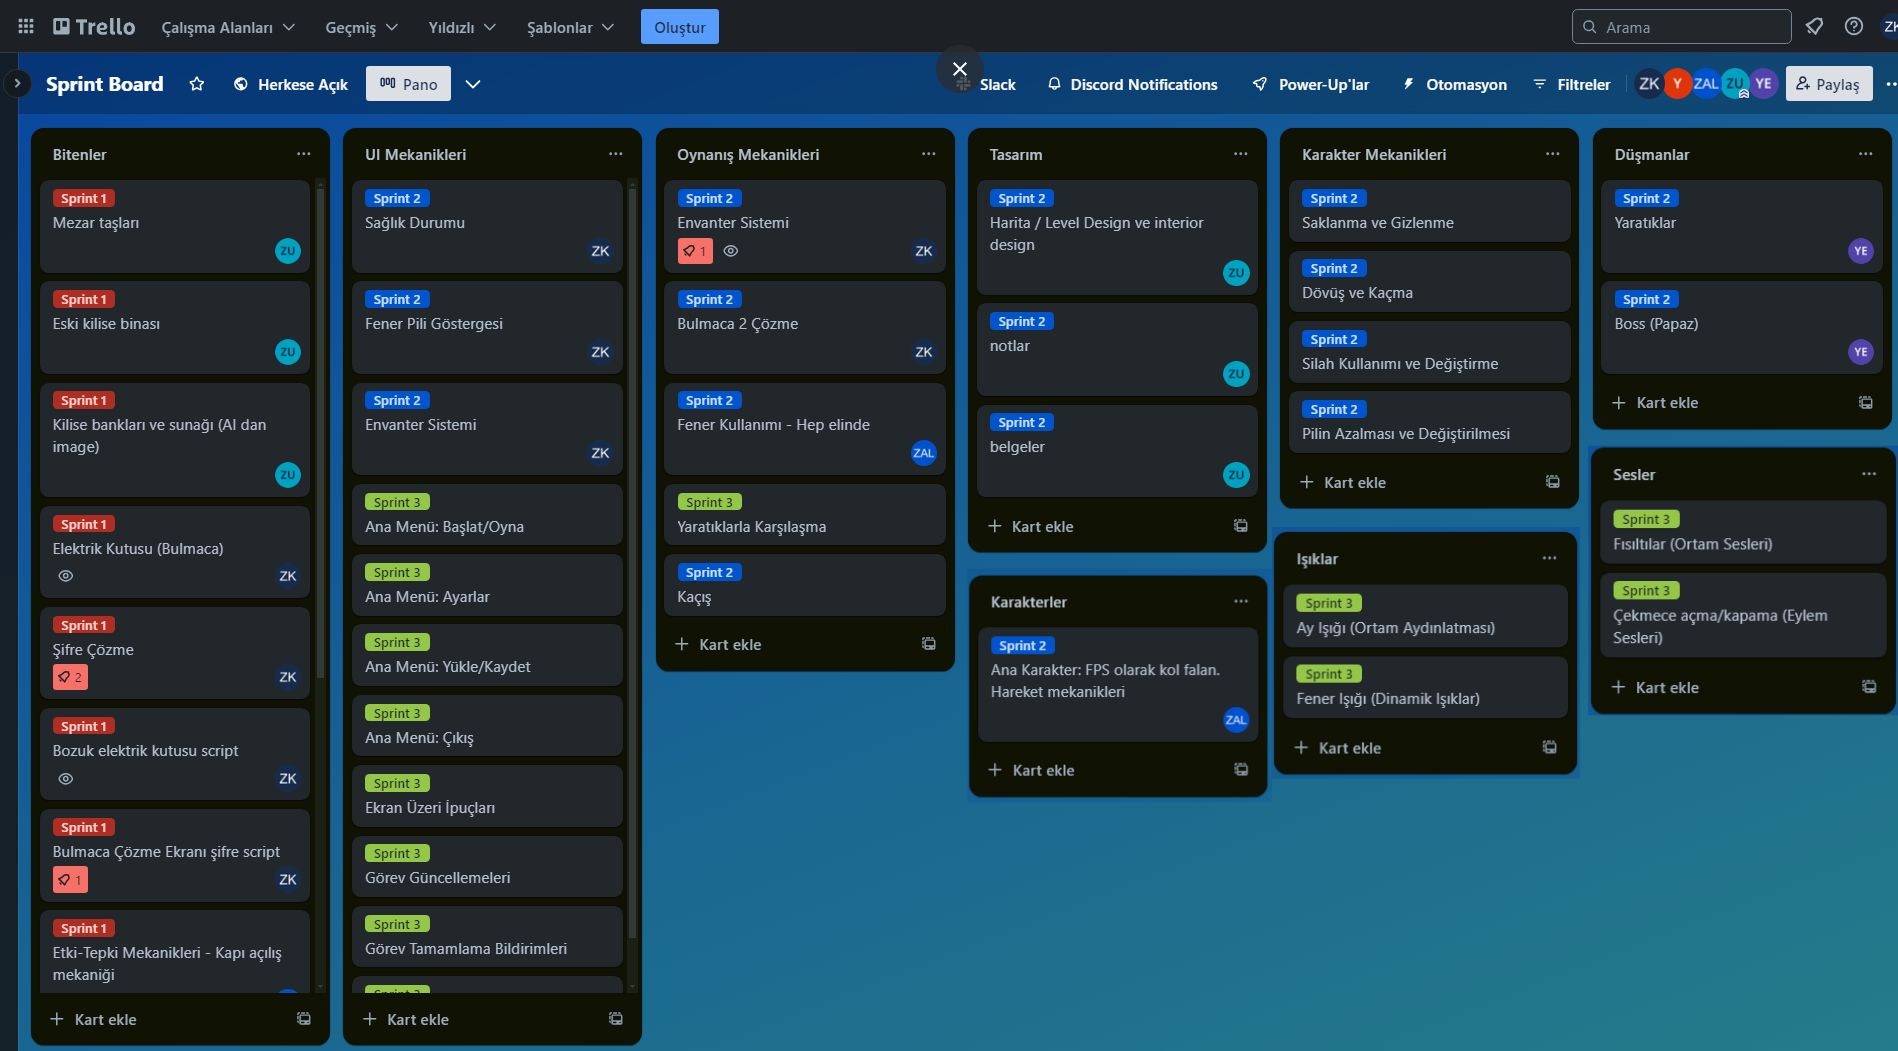 Trello
Çalışma Alanları
Geçmiş
Yıldızlı
Şablonlar
Oluştur
Arama
ZK
Sprint Board
Herkese Açık
Pano
Slack
Discord Notifications
Power-Up'lar
Otomasyon
Filtreler
ZK
Y
ZAL
ZU
YE
Paylaş
Bitenler
Sprint 1
Mezar taşları
ZU
Sprint 1
Eski kilise binası
ZU
Sprint 1
Kilise bankları ve sunağı (AI dan
image)
ZU
Sprint 1
Elektrik Kutusu (Bulmaca)
ZK
Sprint 1
Şifre Çözme
2
ZK
Sprint 1
Bozuk elektrik kutusu script
ZK
Sprint 1
Bulmaca Çözme Ekranı şifre script
1
ZK
Sprint 1
Etki-Tepki Mekanikleri - Kapı açılış
mekaniği
Kart ekle
UI Mekanikleri
Sprint 2
Sağlık Durumu
ZK
Sprint 2
Fener Pili Göstergesi
ZK
Sprint 2
Envanter Sistemi
ZK
Sprint 3
Ana Menü: Başlat/Oyna
Sprint 3
Ana Menü: Ayarlar
Sprint 3
Ana Menü: Yükle/Kaydet
Sprint 3
Ana Menü: Çıkış
Sprint 3
Ekran Üzeri İpuçları
Sprint 3
Görev Güncellemeleri
Sprint 3
Görev Tamamlama Bildirimleri
Sprint 3
Kart ekle
Oynanış Mekanikleri
Sprint 2
Envanter Sistemi
1
ZK
Sprint 2
Bulmaca 2 Çözme
ZK
Sprint 2
Fener Kullanımı - Hep elinde
ZAL
Sprint 3
Yaratıklarla Karşılaşma
Sprint 2
Kaçış
Kart ekle
Tasarım
Sprint 2
Harita / Level Design ve interior
design
ZU
Sprint 2
notlar
ZU
Sprint 2
belgeler
ZU
Kart ekle
Karakterler
Sprint 2
Ana Karakter: FPS olarak kol falan.
Hareket mekanikleri
ZAL
Kart ekle
Karakter Mekanikleri
Sprint 2
Saklanma ve Gizlenme
Sprint 2
Dövüş ve Kaçma
Sprint 2
Silah Kullanımı ve Değiştirme
Sprint 2
Pilin Azalması ve Değiştirilmesi
Kart ekle
Işıklar
Sprint 3
Ay Işığı (Ortam Aydınlatması)
Sprint 3
Fener Işığı (Dinamik Işıklar)
Kart ekle
Düşmanlar
Sprint 2
Yaratıklar
YE
Sprint 2
Boss (Papaz)
YE
Kart ekle
Sesler
Sprint 3
Fısıltılar (Ortam Sesleri)
Sprint 3
Çekmece açma/kapama (Eylem
Sesleri)
Kart ekle